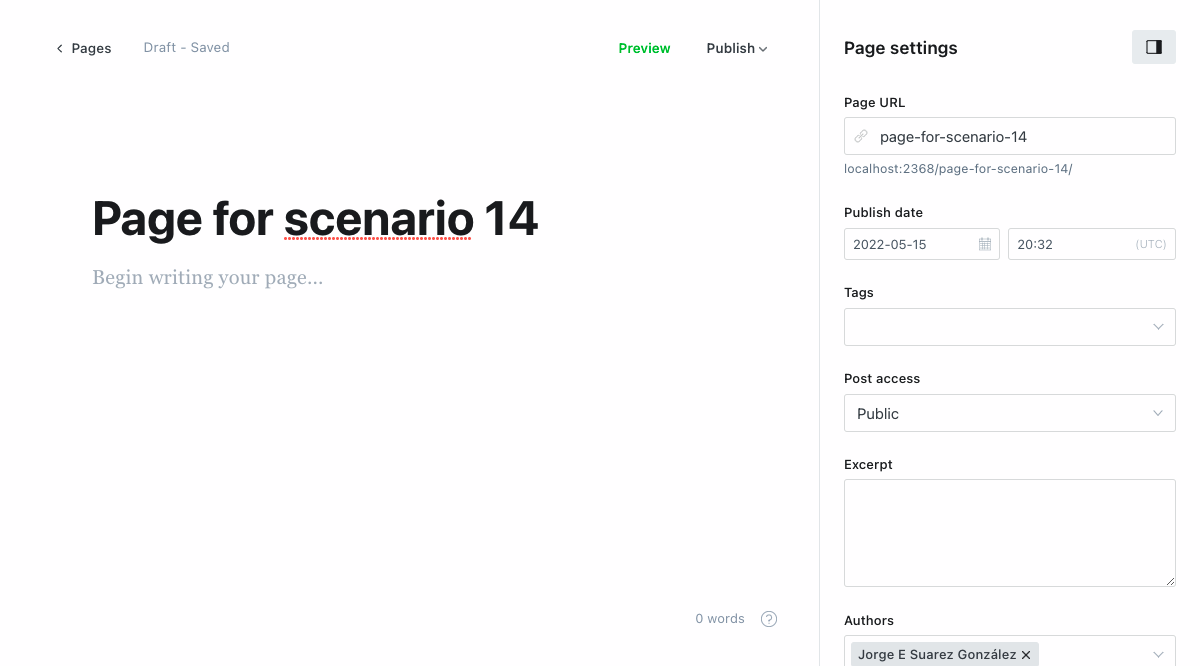 Pages
Draft - Saved
Preview
Publish
Page for scenario 14
Begin writing your page...
0 words
?
Page settings
Page URL
page-for-scenario-14
localhost:2368/page-for-scenario-14/
Publish date
2022-05-15
20:32 (UTC)
Tags
Post access
Public
Excerpt
Authors
Jorge E Suarez González ×